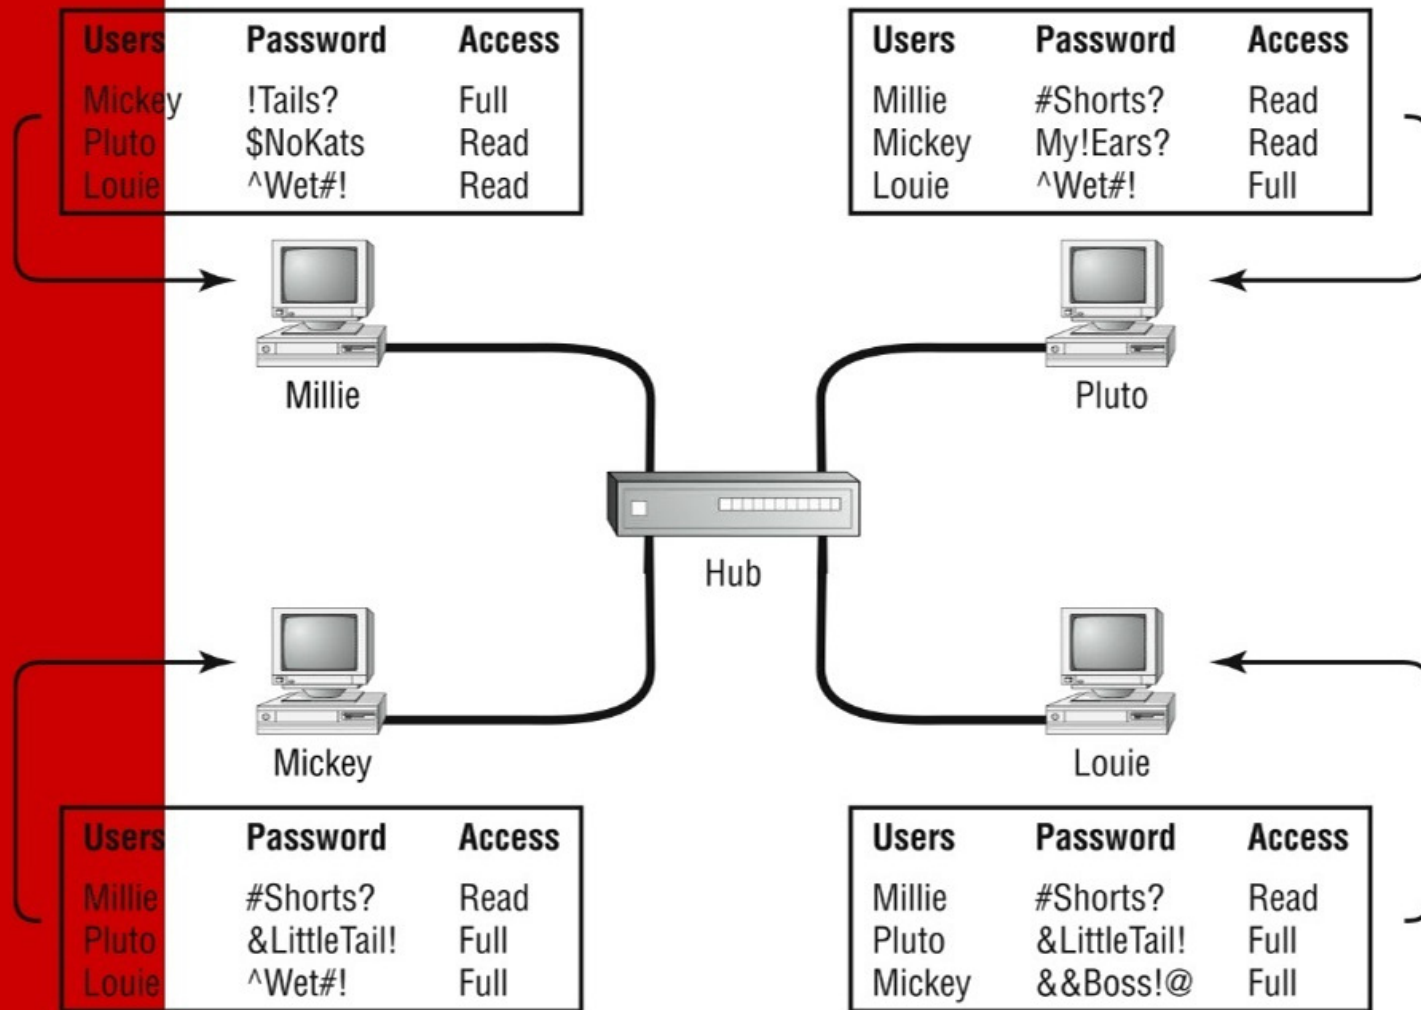 Users Password Access
Mickey !Tails? Full
Pluto $NoKats Read
Louie ^Wet#! Read
Users Password Access
Millie #Shorts? Read
Mickey My!Ears? Read
Louie ^Wet#! Full
Millie
Pluto
Hub
Mickey
Louie
Users Password Access
Millie #Shorts? Read
Pluto &LittleTail! Full
Louie ^Wet#! Full
Users Password Access
Millie #Shorts? Read
Pluto &LittleTail! Full
Mickey &&Boss!@ Full